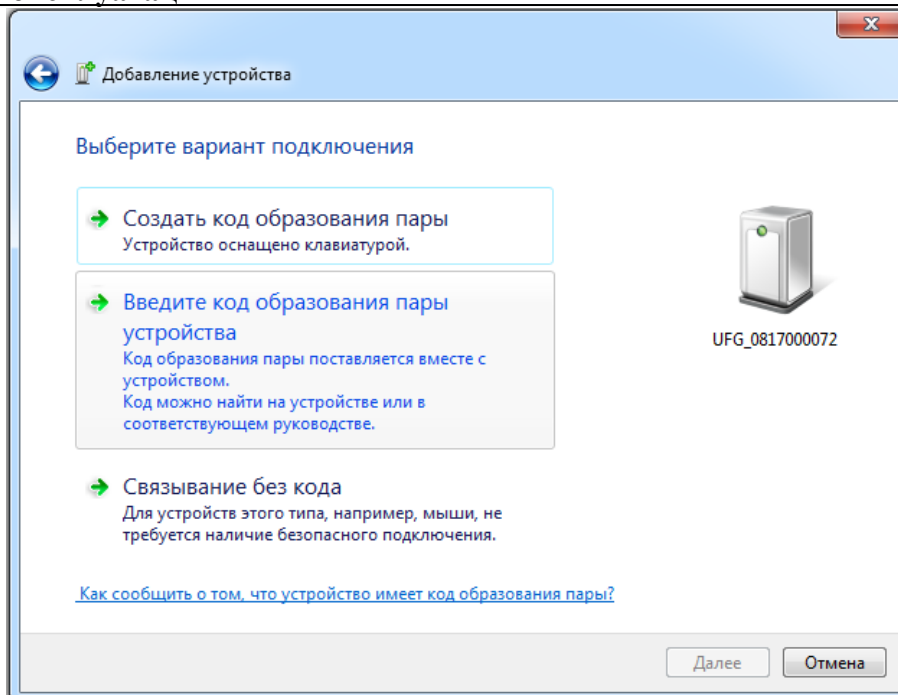 Добавление устройства
Выберите вариант подключения
Создать код образования пары
Устройство оснащено клавиатурой.
Введите код образования пары
устройства
Код образования пары поставляется вместе с
устройством.
Код можно найти на устройстве или в
соответствующем руководстве.
UFG_0817000072
Связывание без кода
Для устройств этого типа, например, мыши, не
требуется наличие безопасного подключения.
Как сообщить о том, что устройство имеет код образования пары?
Далее
Отмена